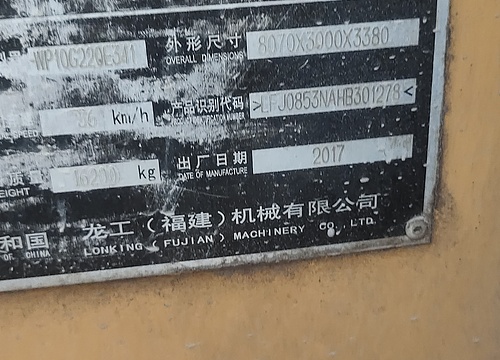 WP10G220E341 外形尺寸 8070X3000X3380
OVERALL DIMENSIONS
km/h 产品识别代码 >LFJ0853NAHB301278<
kg 出厂日期 2017
DATE OF MANUFACTURE
和国 龙工（福建）机械有限公司
OF CHINA LONKING (FUJIAN) MACHINERY CO., LTD.